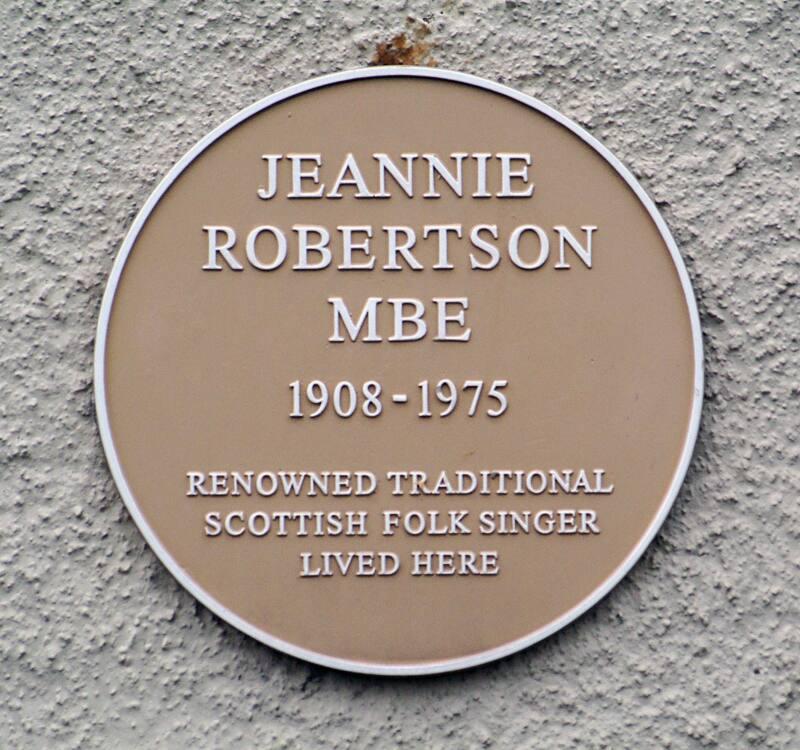 JEANNIE
ROBERTSON
MBE
1908-1975
RENOWNED TRADITIONAL
SCOTTISH FOLK SINGER
LIVED HERE